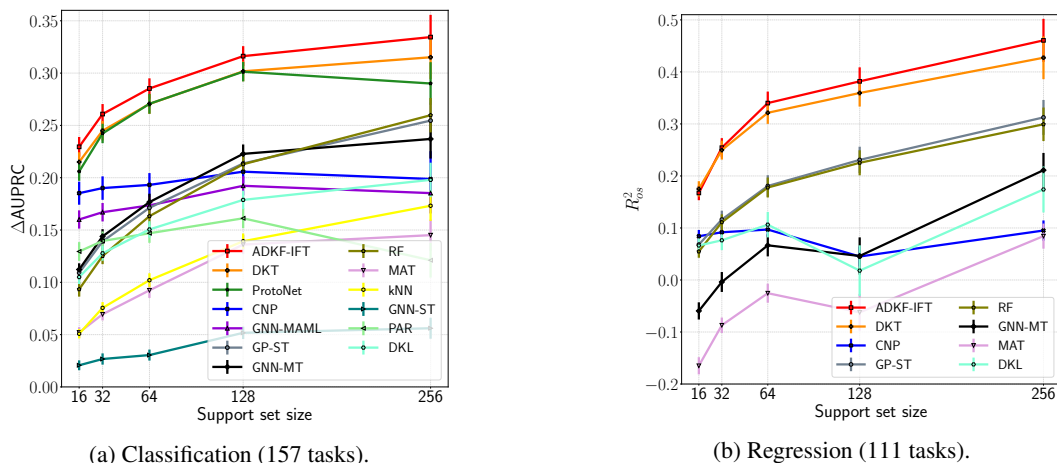 0.35
0.30
0.25
0.20
0.15
0.10
0.05
0.00
ΔAUPRC
16 32 64 128 256
Support set size
ADKF-IFT
DKT
ProtoNet
CNP
GNN-MAML
GP-ST
GNN-MT
RF
MAT
kNN
GNN-ST
PAR
DKL
(a) Classification (157 tasks).
0.5
0.4
0.3
0.2
0.1
0.0
−0.1
−0.2
R²os
16 32 64 128 256
Support set size
ADKF-IFT
DKT
CNP
GP-ST
RF
GNN-MT
MAT
DKL
(b) Regression (111 tasks).